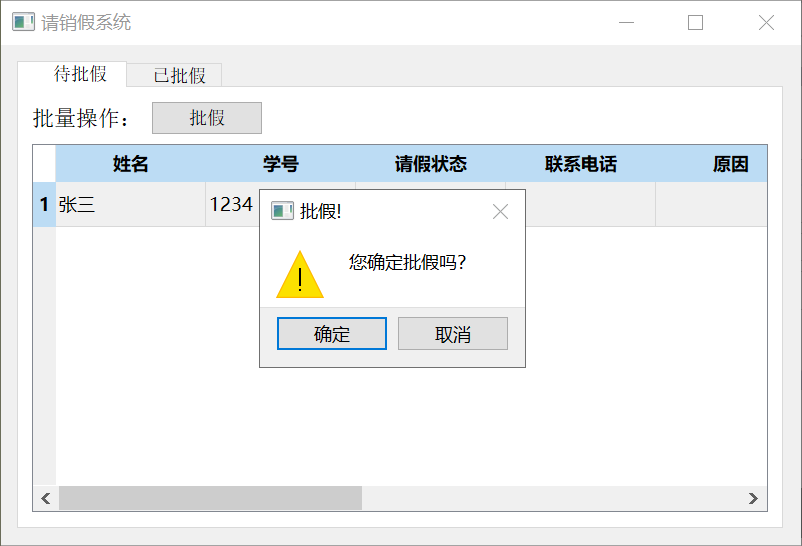 请销假系统
待批假 已批假
批量操作： 批假
姓名 学号 请假状态 联系电话 原因
1 张三 1234
批假!
您确定批假吗?
确定 取消